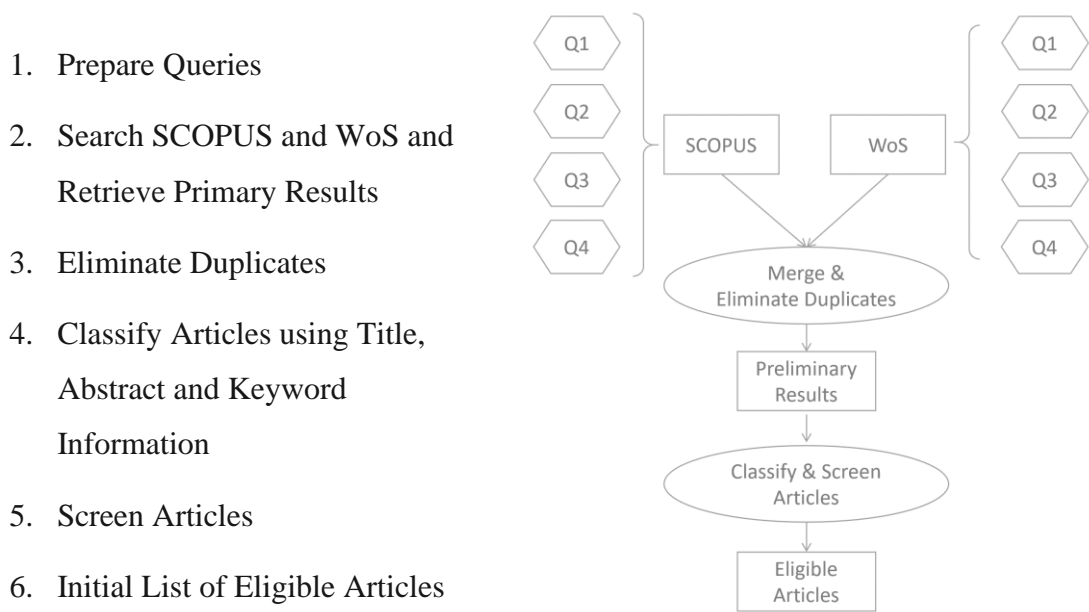 1. Prepare Queries
2. Search SCOPUS and WoS and
Retrieve Primary Results
3. Eliminate Duplicates
4. Classify Articles using Title,
Abstract and Keyword
Information
5. Screen Articles
6. Initial List of Eligible Articles
Q1
Q2
Q3
Q4
SCOPUS
WoS
Q1
Q2
Q3
Q4
Merge &
Eliminate Duplicates
Preliminary
Results
Classify & Screen
Articles
Eligible
Articles